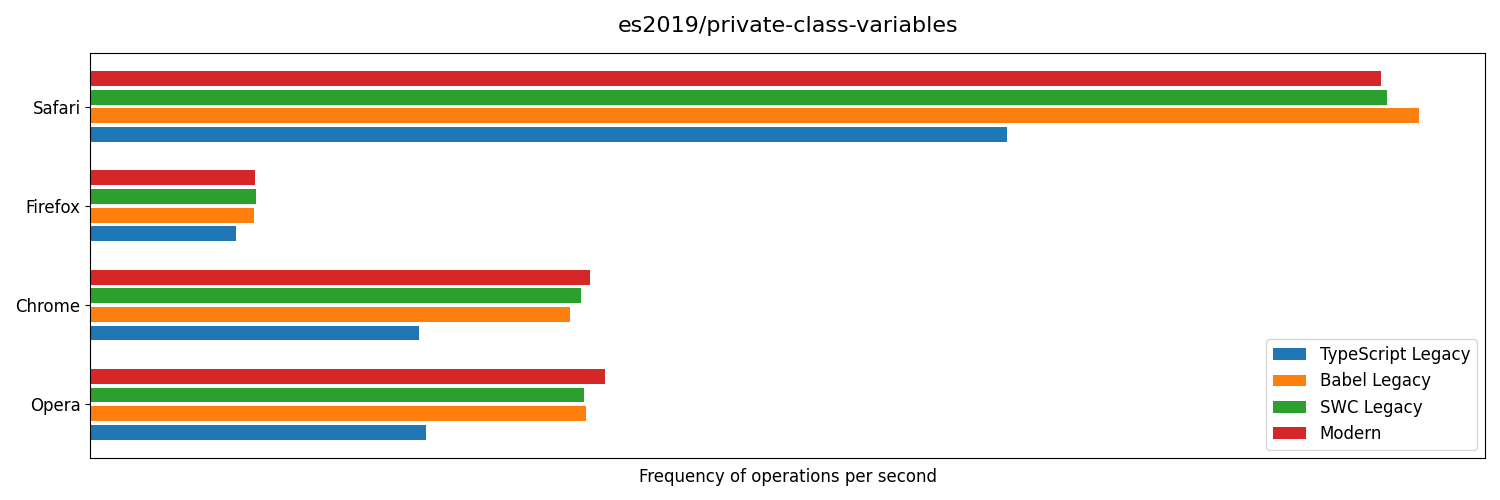 es2019/private-class-variables
Safari
Firefox
Chrome
Opera
TypeScript Legacy
Babel Legacy
SWC Legacy
Modern
Frequency of operations per second